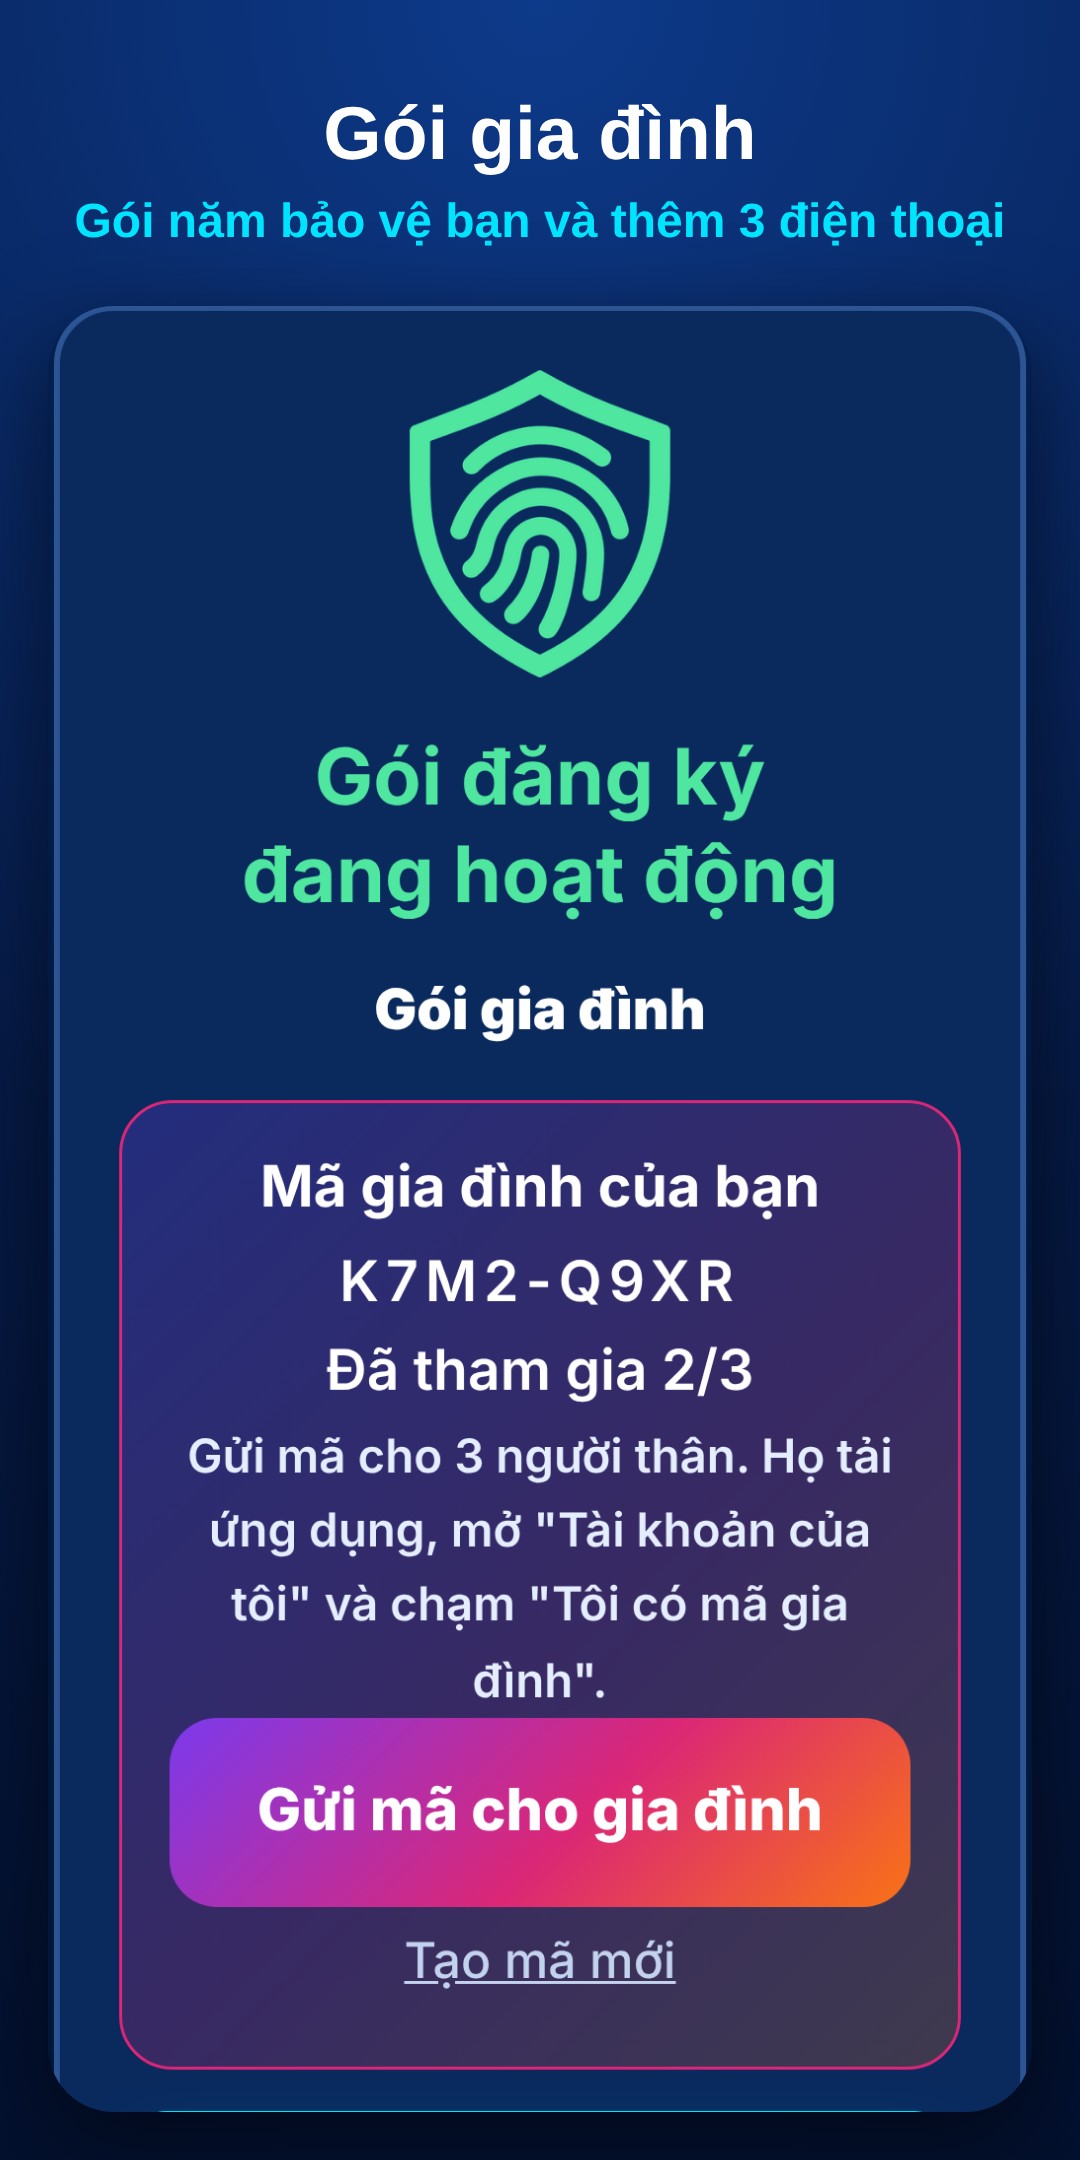 Gói gia đình
Gói năm bảo vệ bạn và thêm 3 điện thoại
Gói đăng ký
đang hoạt động
Gói gia đình
Mã gia đình của bạn
K7M2-Q9XR
Đã tham gia 2/3
Gửi mã cho 3 người thân. Họ tải
ứng dụng, mở "Tài khoản của
tôi" và chạm "Tôi có mã gia
đình".
Gửi mã cho gia đình
Tạo mã mới